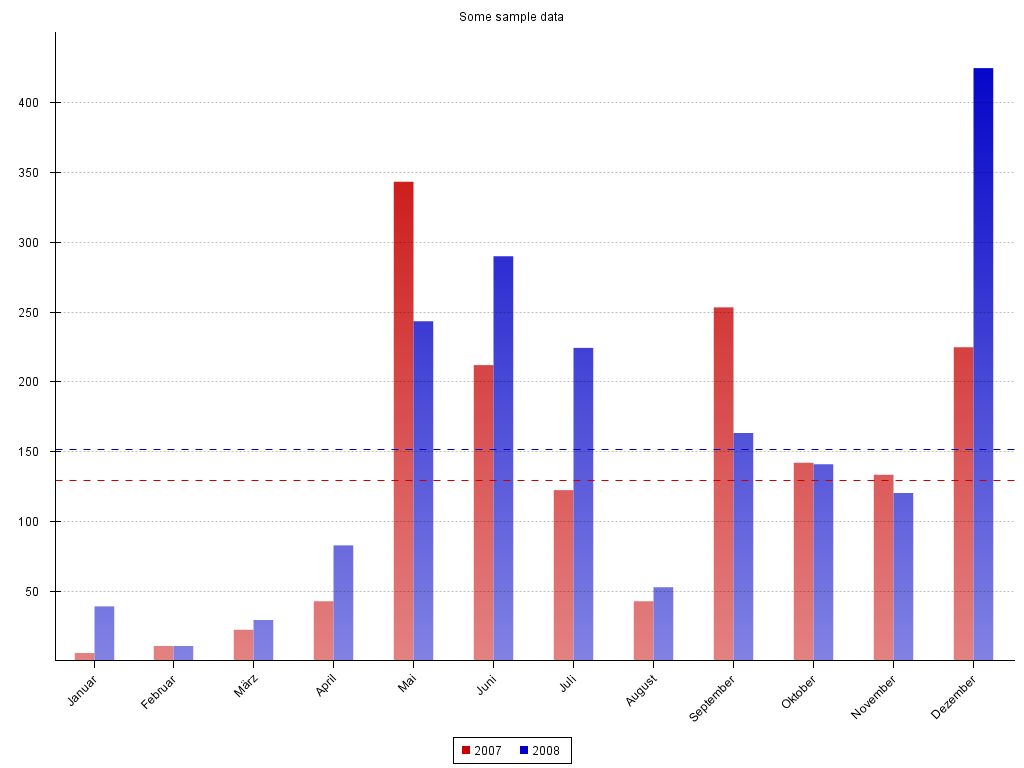 Some sample data
400
350
300
250
200
150
100
50
Januar
Februar
März
April
Mai
Juni
Juli
August
September
Oktober
November
Dezember
2007 2008